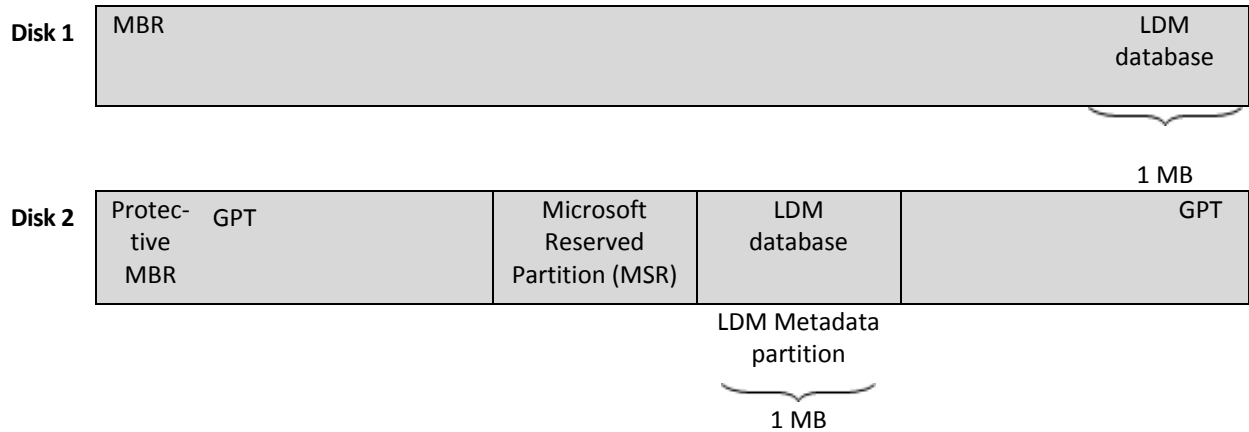 Disk 1
MBR
LDM
database
1 MB
Disk 2
Protec-
tive
MBR
GPT
Microsoft
Reserved
Partition (MSR)
LDM
database
GPT
LDM Metadata
partition
1 MB